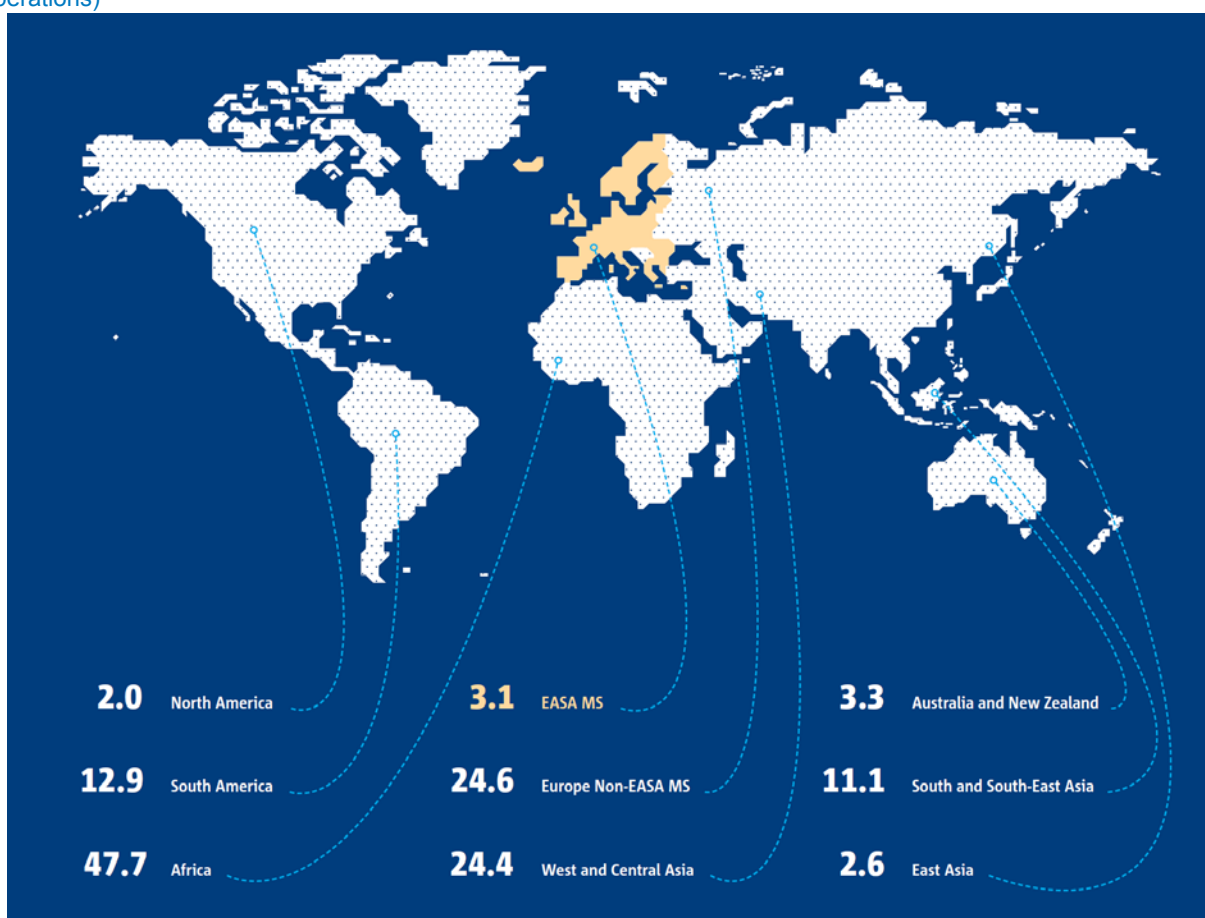 perations)
2.0 North America
3.1 EASA MS
3.3 Australia and New Zealand
12.9 South America
24.6 Europe Non-EASA MS
11.1 South and South-East Asia
47.7 Africa
24.4 West and Central Asia
2.6 East Asia